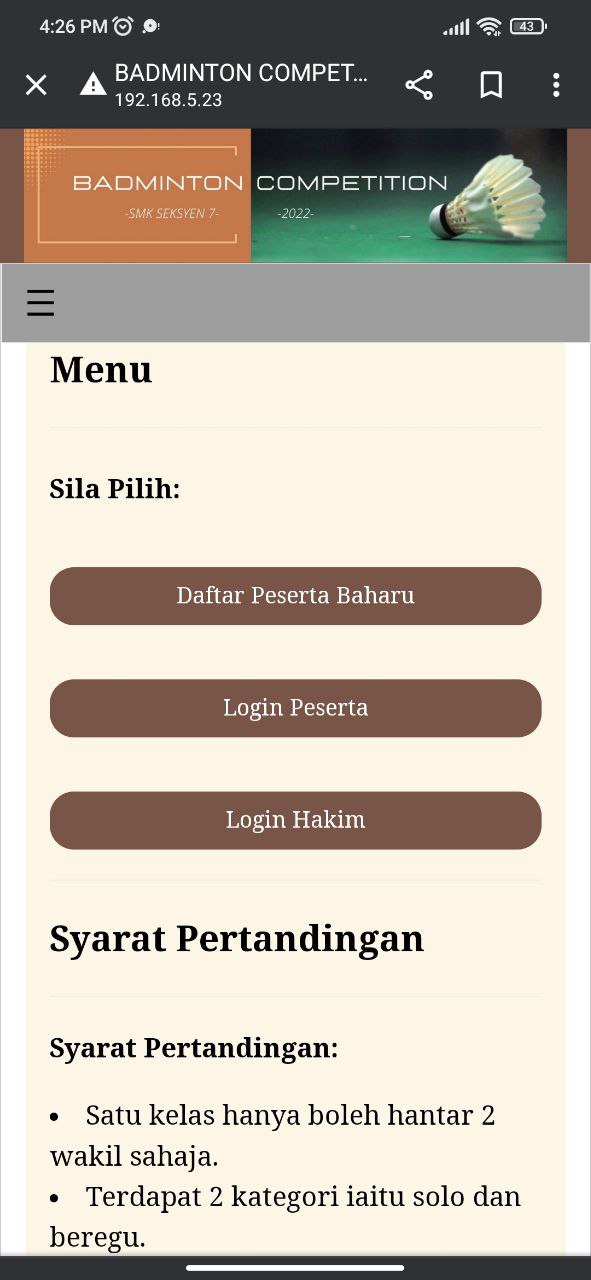 4:26 PM
43
BADMINTON COMPET...
192.168.5.23
BADMINTON COMPETITION
-SMK SEKSYEN 7- -2022-
Menu
Sila Pilih:
Daftar Peserta Baharu
Login Peserta
Login Hakim
Syarat Pertandingan
Syarat Pertandingan:
• Satu kelas hanya boleh hantar 2
wakil sahaja.
• Terdapat 2 kategori iaitu solo dan
beregu.